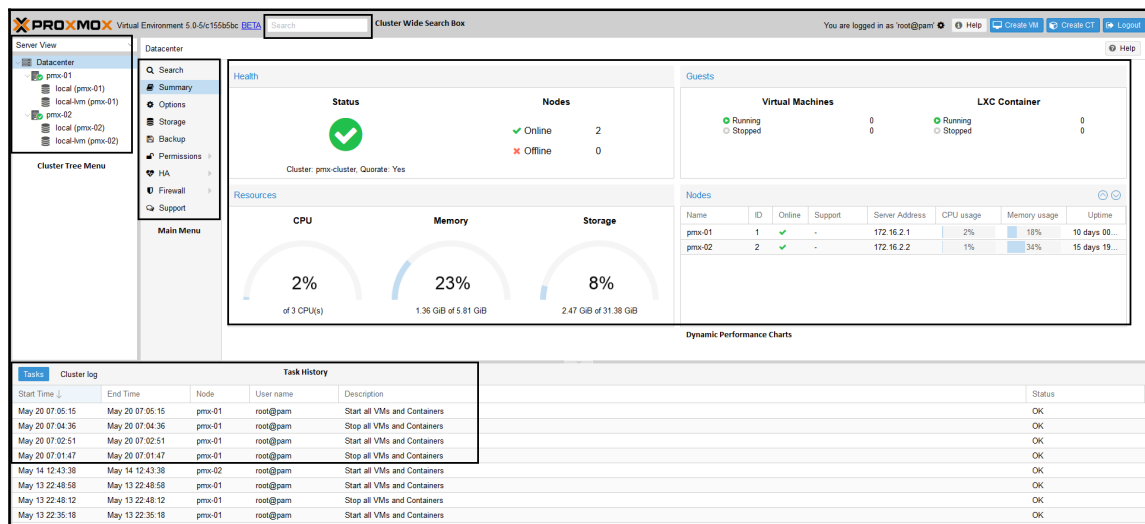 PROXMOX Virtual Environment 5.0-5/c155b5bc BETA Search Cluster Wide Search Box You are logged in as 'root@pam' Help Create VM Create CT Logout
Server View
Datacenter
pmx-01
local (pmx-01)
local-lvm (pmx-01)
pmx-02
local (pmx-02)
local-lvm (pmx-02)
Cluster Tree Menu
Datacenter Help
Search
Summary
Options
Storage
Backup
Permissions
HA
Firewall
Support
Main Menu
Health
Status Nodes
Online 2
Offline 0
Cluster: pmx-cluster, Quorate: Yes
Guests
Virtual Machines LXC Container
Running 0 Running 0
Stopped 0 Stopped 0
Resources
CPU Memory Storage
2% 23% 8%
of 3 CPU(s) 1.36 GiB of 5.81 GiB 2.47 GiB of 31.38 GiB
Nodes
Name ID Online Support Server Address CPU usage Memory usage Uptime
pmx-01 1 - 172.16.2.1 2% 18% 10 days 00...
pmx-02 2 - 172.16.2.2 1% 34% 15 days 19...
Dynamic Performance Charts
Tasks Cluster log Task History
Start Time End Time Node User name Description Status
May 20 07:05:15 May 20 07:05:15 pmx-01 root@pam Start all VMs and Containers OK
May 20 07:04:36 May 20 07:04:36 pmx-01 root@pam Stop all VMs and Containers OK
May 20 07:02:51 May 20 07:02:51 pmx-01 root@pam Start all VMs and Containers OK
May 20 07:01:47 May 20 07:01:47 pmx-01 root@pam Stop all VMs and Containers OK
May 14 12:43:38 May 14 12:43:38 pmx-02 root@pam Start all VMs and Containers OK
May 13 22:48:58 May 13 22:48:58 pmx-01 root@pam Start all VMs and Containers OK
May 13 22:48:12 May 13 22:48:12 pmx-01 root@pam Stop all VMs and Containers OK
May 13 22:35:18 May 13 22:35:18 pmx-01 root@pam Start all VMs and Containers OK